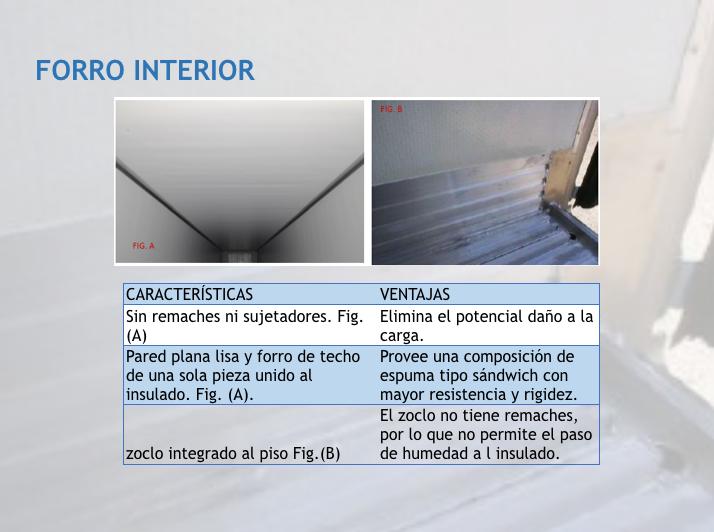 FORRO INTERIOR
FIG. A
FIG. B
CARACTERÍSTICAS VENTAJAS
Sin remaches ni sujetadores. Fig.
(A)
Elimina el potencial daño a la
carga.
Pared plana lisa y forro de techo
de una sola pieza unido al
insulado. Fig. (A).
Provee una composición de
espuma tipo sándwich con
mayor resistencia y rigidez.
zoclo integrado al piso Fig.(B)
El zoclo no tiene remaches,
por lo que no permite el paso
de humedad a l insulado.